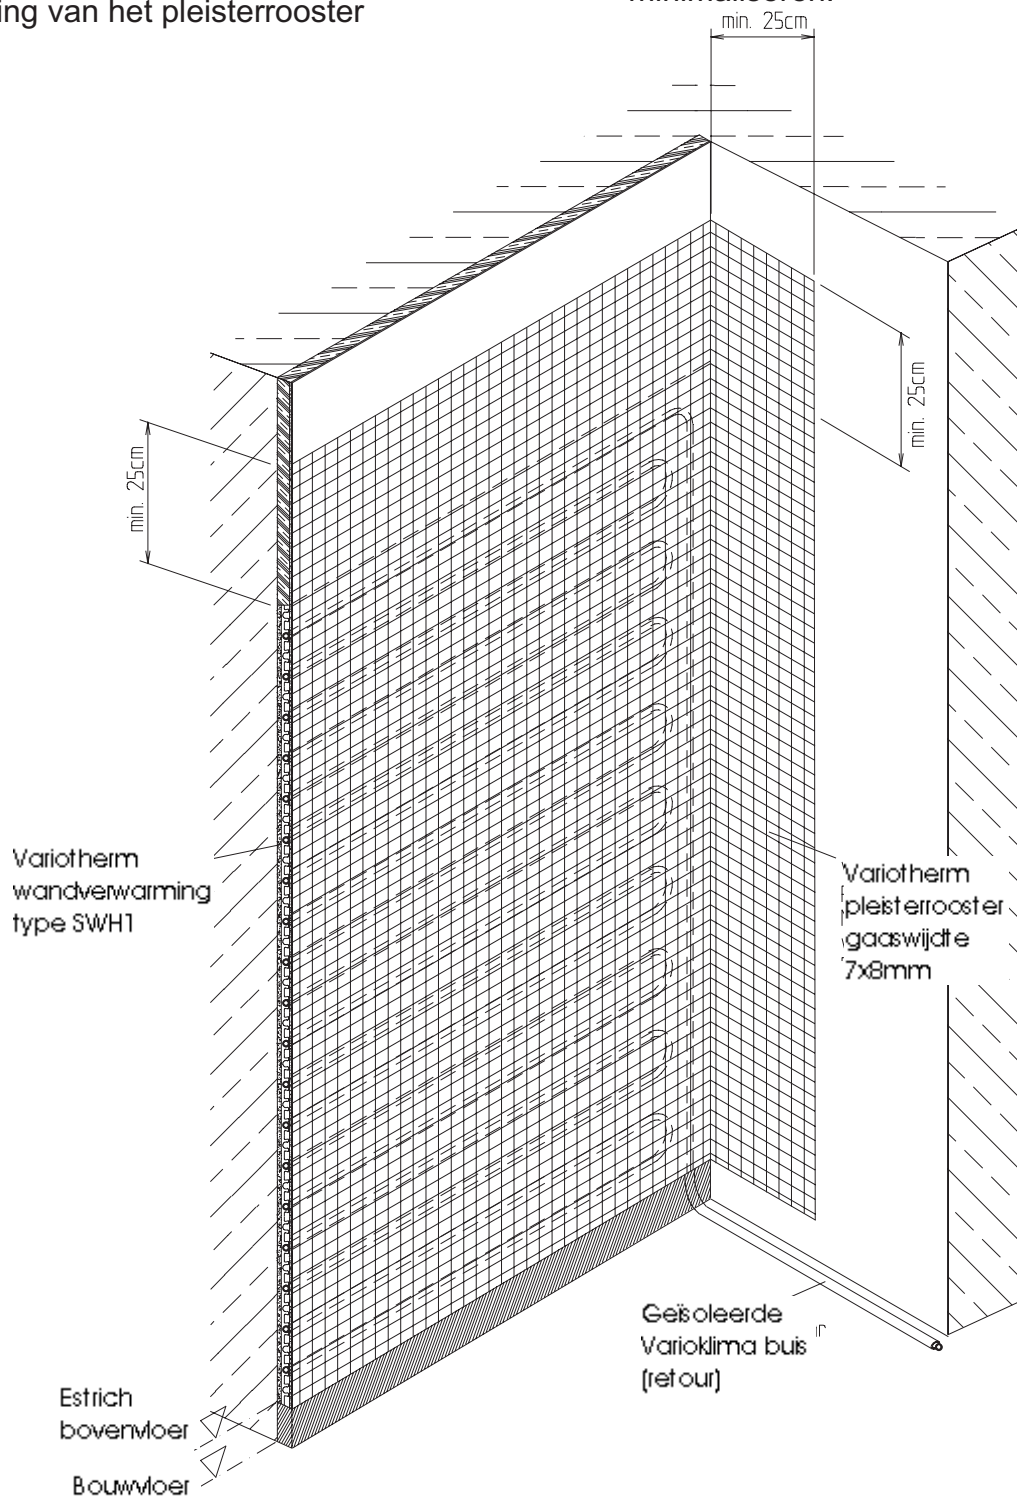 ing van het pleisterrooster
min. 25cm
min. 25cm
min. 25cm
Variotherm
wandverwarming
type SWH1
Variotherm
pleisterrooster
gaaswijdte
7x8mm
Geïsoleerde
Varioklima buis
(retour)
Estrich
bovenvloer
Bouwvloer